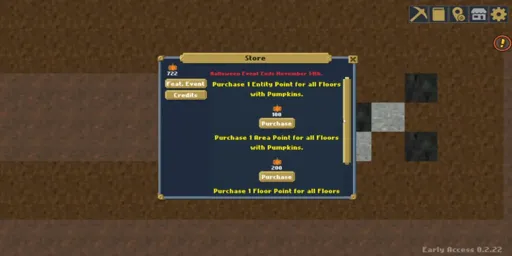 Store
722
Halloween Event Ends November 5th.
Feat. Event
Credits
Purchase 1 Entity Point for all Floors
with Pumpkins.
100
Purchase
Purchase 1 Area Point for all Floors
with Pumpkins.
200
Purchase
Purchase 1 Floor Point for all Floors
Early Access 0.2.22